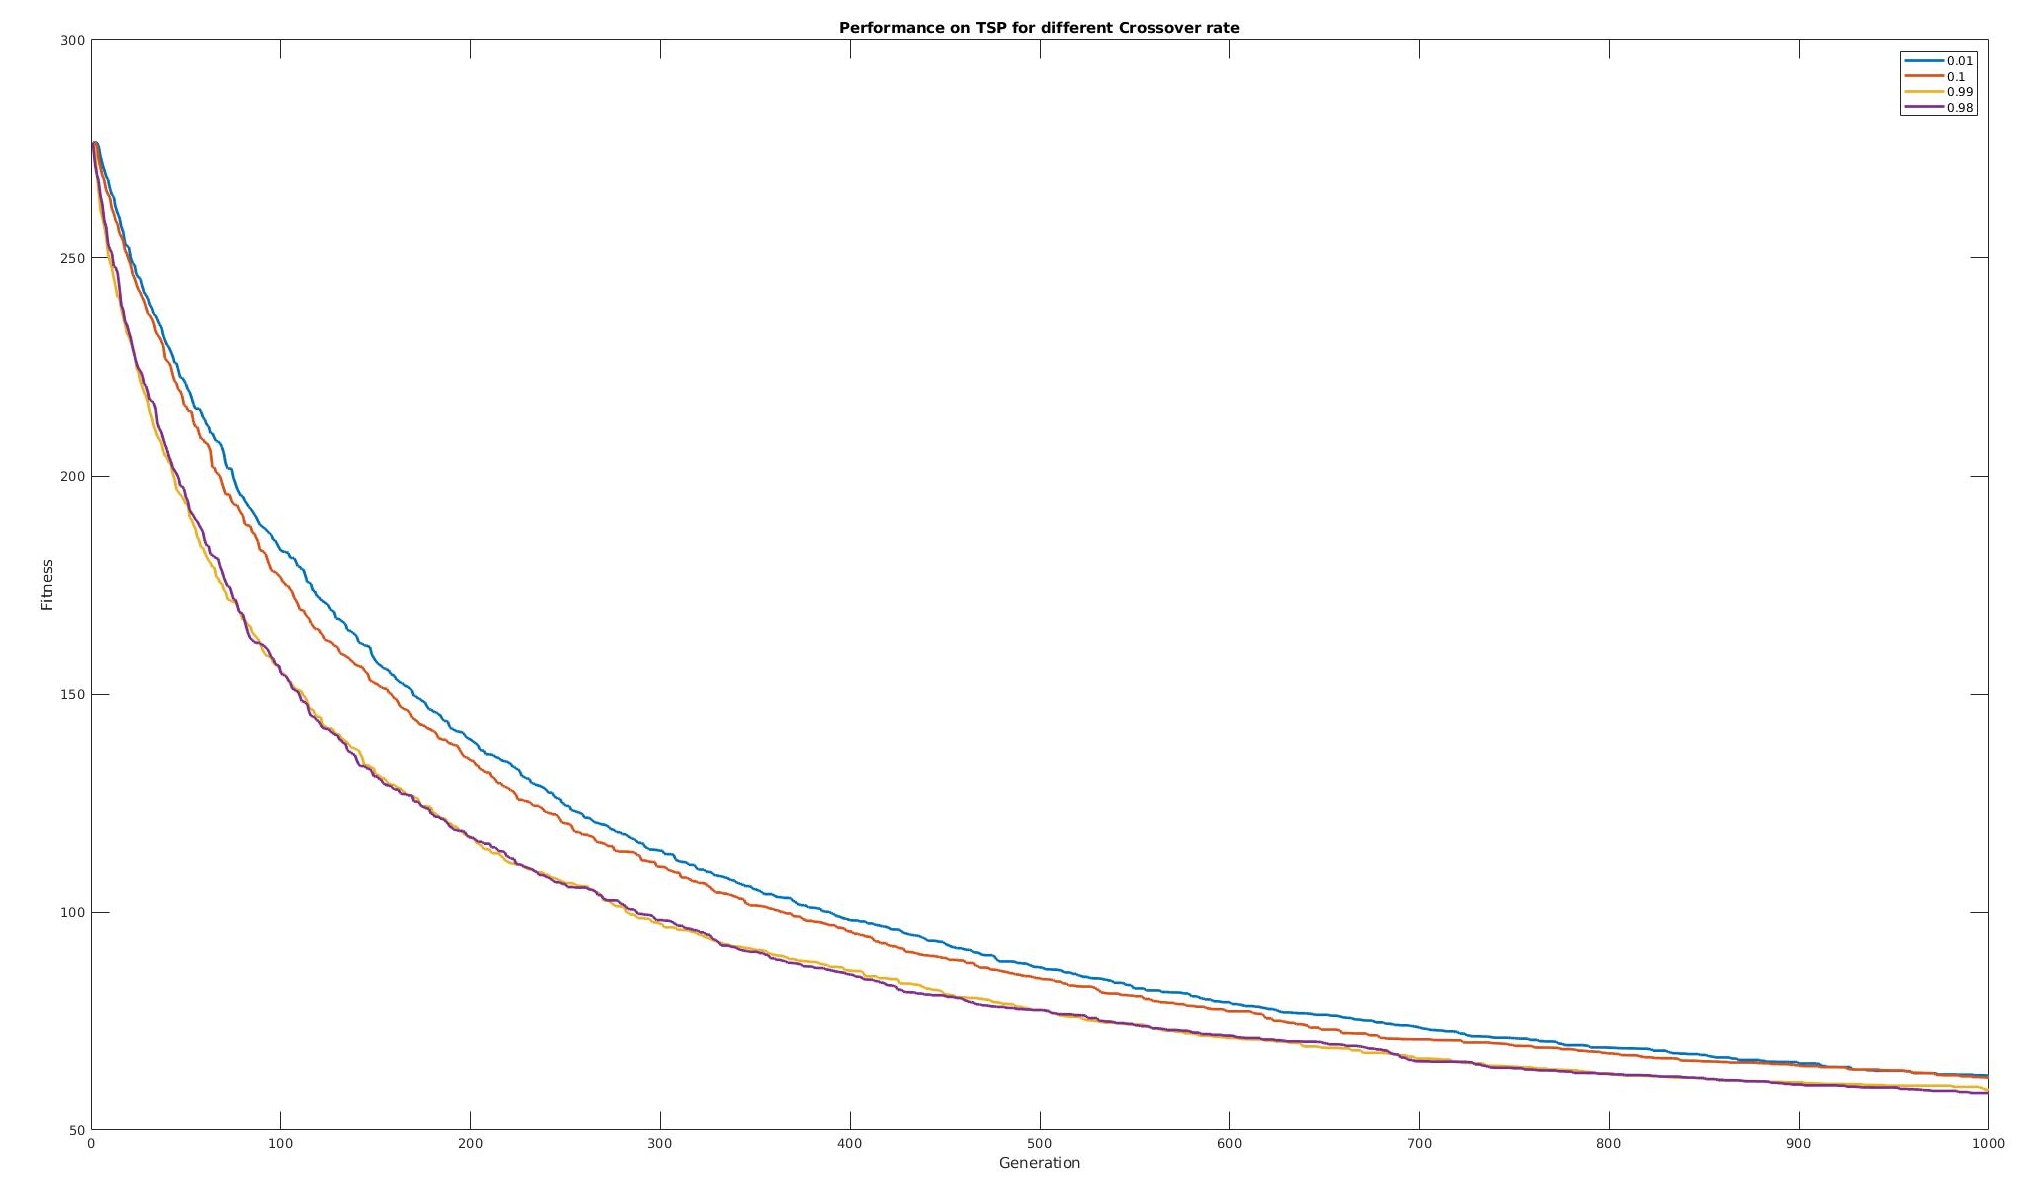 Performance on TSP for different Crossover rate
300
250
200
150
100
50
Fitness
0.01
0.1
0.99
0.98
0 100 200 300 400 500 600 700 800 900 1000
Generation